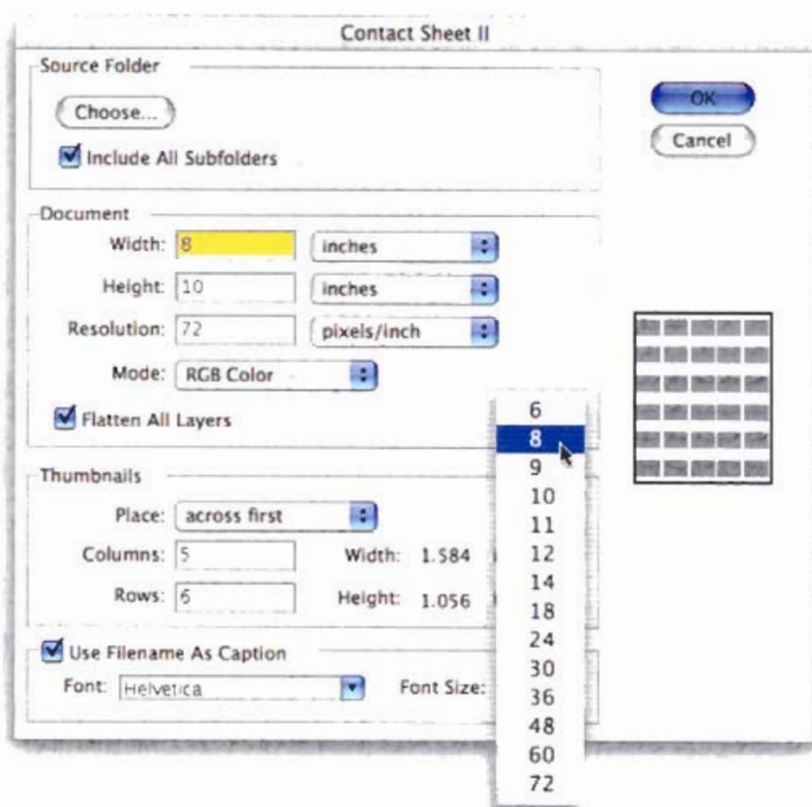 Contact Sheet II
Source Folder
Choose...
Include All Subfolders
OK
Cancel
Document
Width: 8 inches
Height: 10 inches
Resolution: 72 pixels/inch
Mode: RGB Color
Flatten All Layers
Thumbnails
Place: across first
Columns: 5 Width: 1.584
Rows: 6 Height: 1.056
Use Filename As Caption
Font: Helvetica Font Size:
6
8
9
10
11
12
14
18
24
30
36
48
60
72